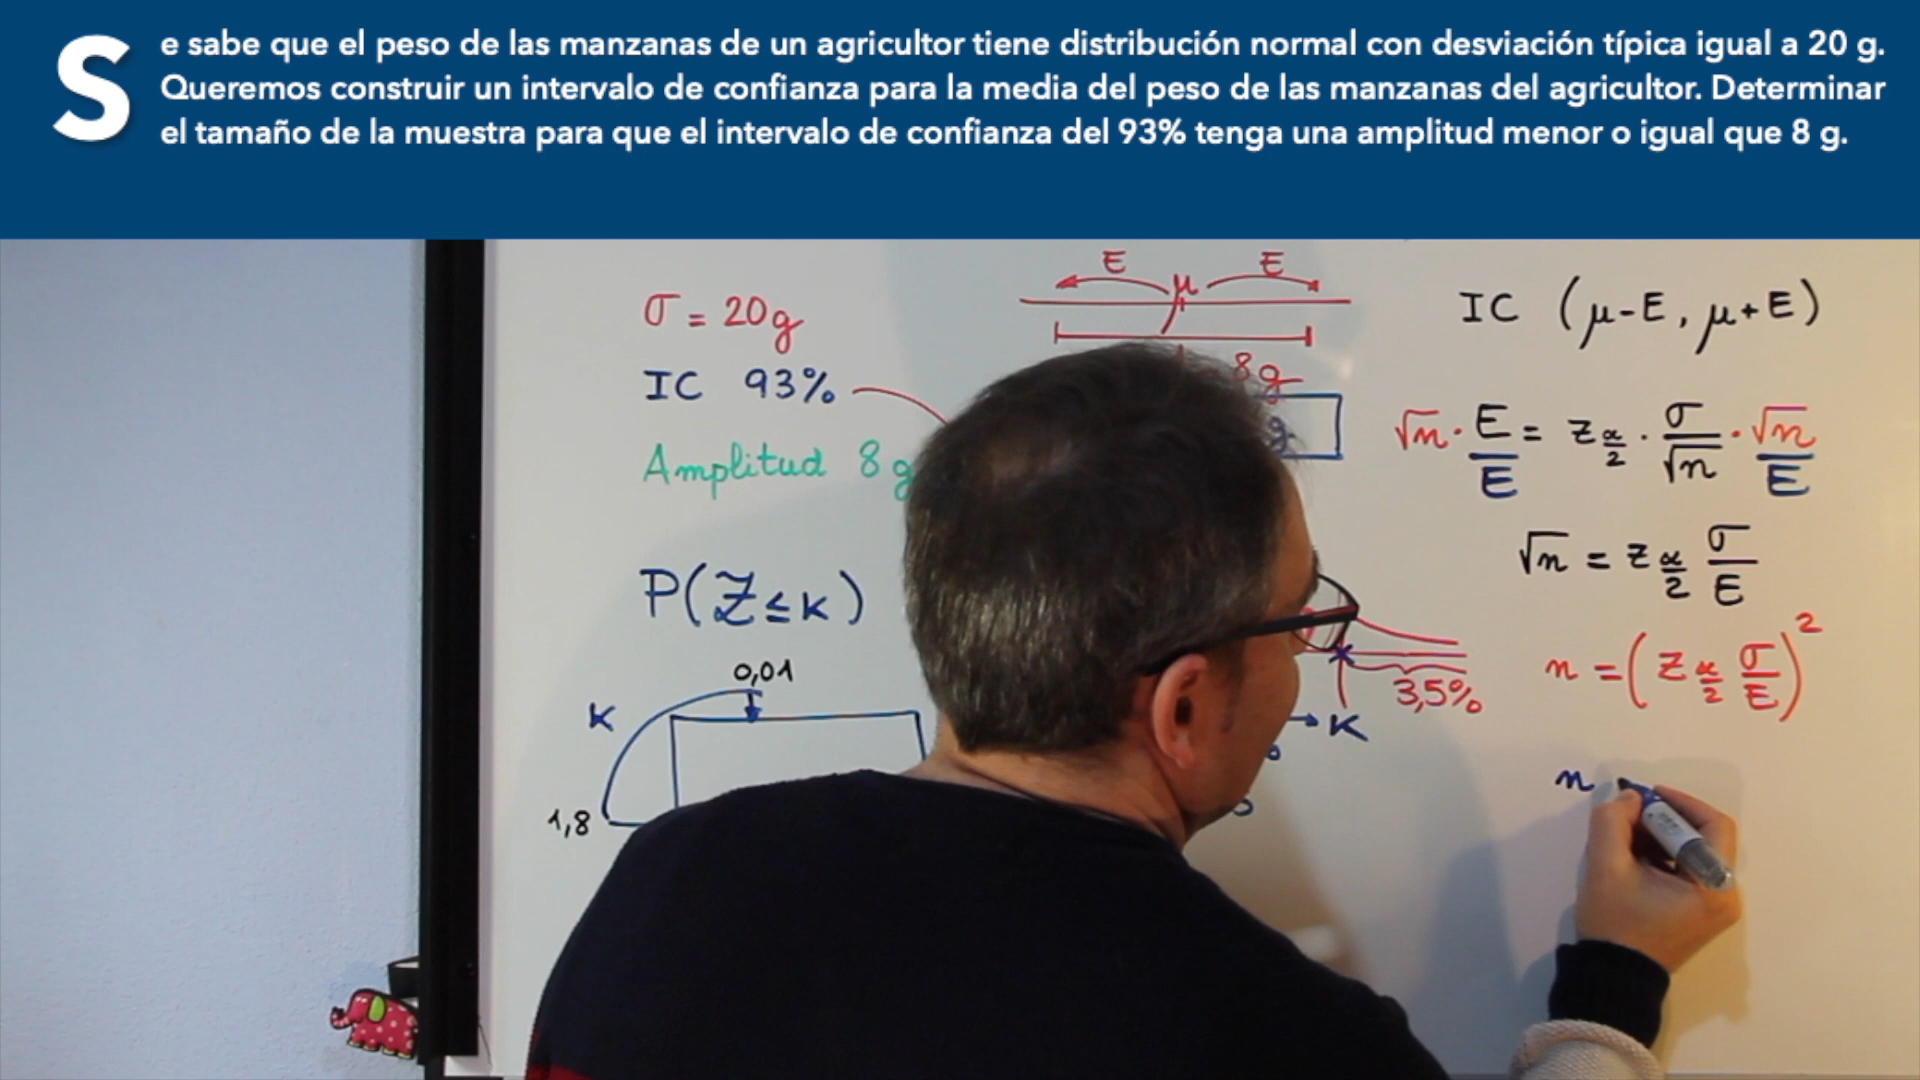 Se sabe que el peso de las manzanas de un agricultor tiene distribución normal con desviación típica igual a 20 g.
Queremos construir un intervalo de confianza para la media del peso de las manzanas del agricultor. Determinar
el tamaño de la muestra para que el intervalo de confianza del 93% tenga una amplitud menor o igual que 8 g.
E μ E
σ = 20g
8g
IC 93%
Amplitud 8g
g
P(Z≤K)
0,01
K
1,8
3,5%
K
IC (μ-E, μ+E)
√n · E/E = z α/2 · σ/√n · √n/E
√n = z α/2 σ/E
n = (z α/2 σ/E)²
n